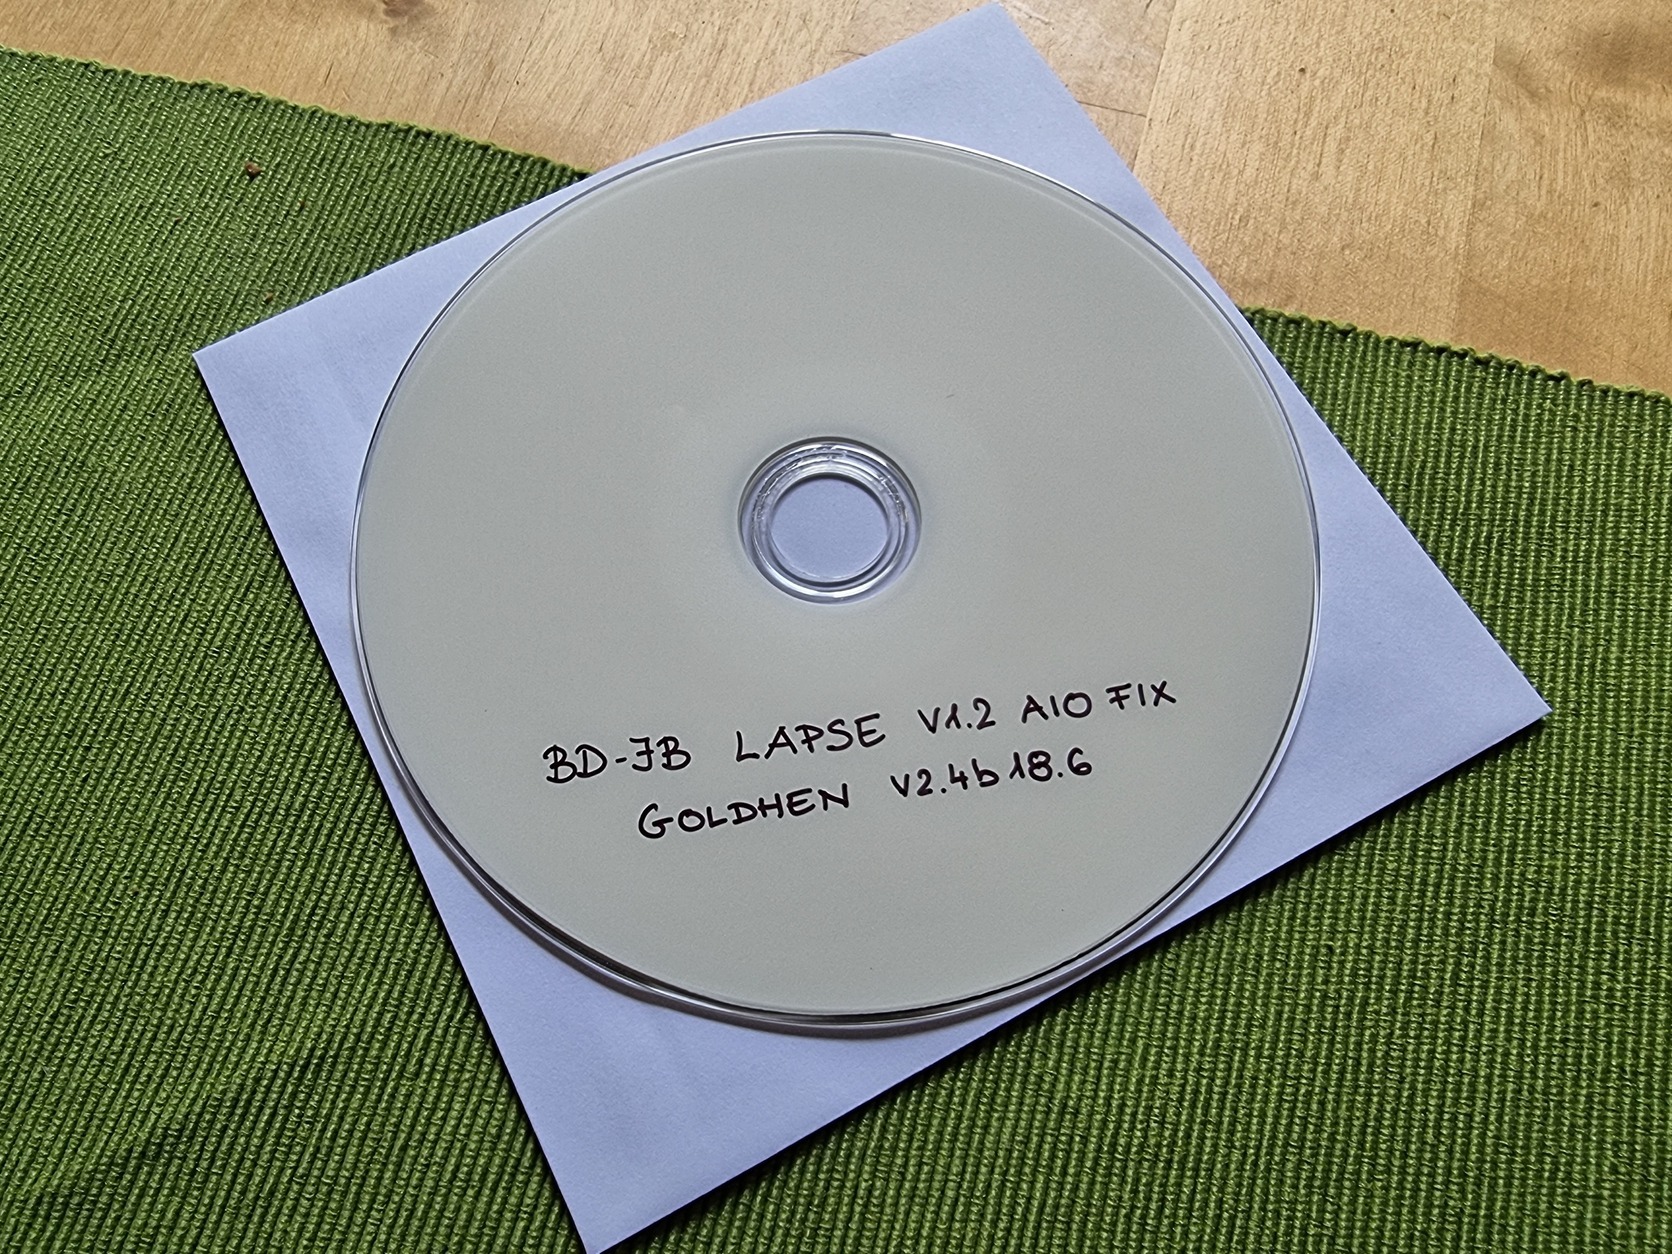 BD-JB LAPSE V1.2 AIO FIX
GOLDHEN V2.4b18.6